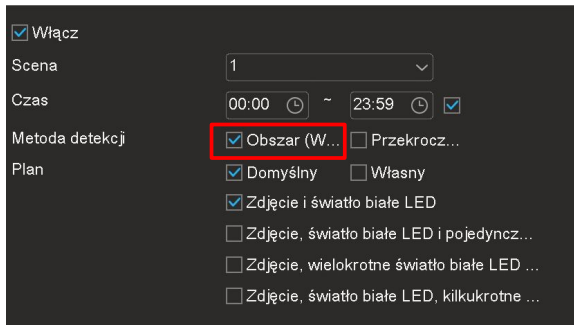 Włącz
Scena 1
Czas 00:00 ~ 23:59
Metoda detekcji Obszar (W... Przekrocz...
Plan Domyślny Własny
Zdjęcie i światło białe LED
Zdjęcie, światło białe LED i pojedyncz...
Zdjęcie, wielokrotne światło białe LED ...
Zdjęcie, światło białe LED, kilkukrotne ...